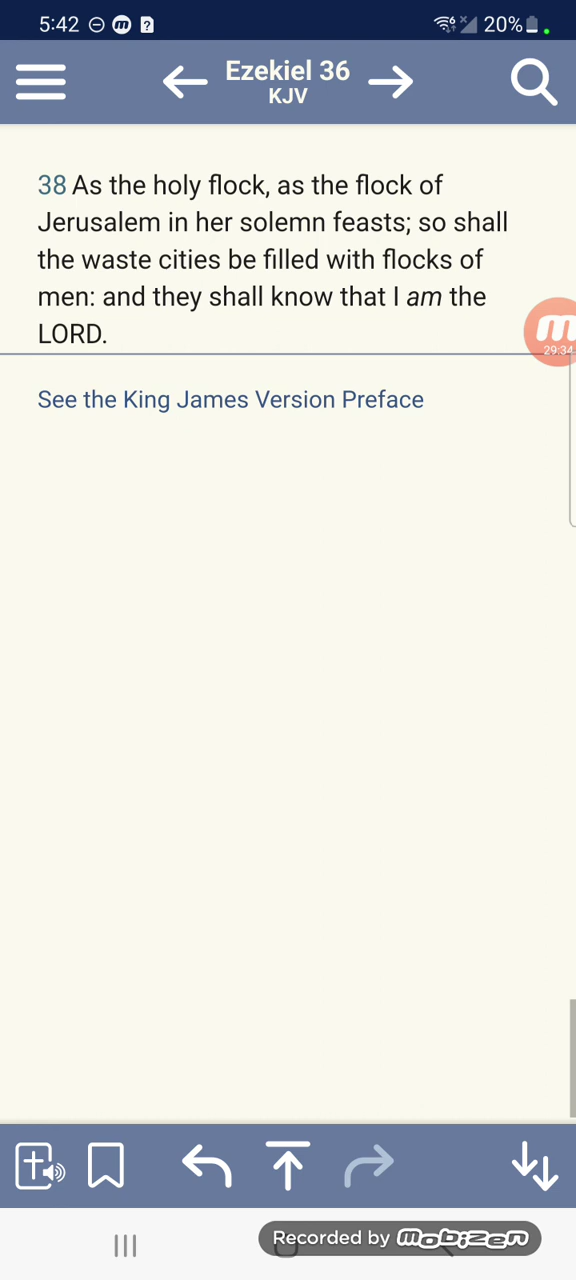 5:42
20%
Ezekiel 36
KJV
38 As the holy flock, as the flock of
Jerusalem in her solemn feasts; so shall
the waste cities be filled with flocks of
men: and they shall know that I am the
LORD.
29:34
See the King James Version Preface
Recorded by mobizen